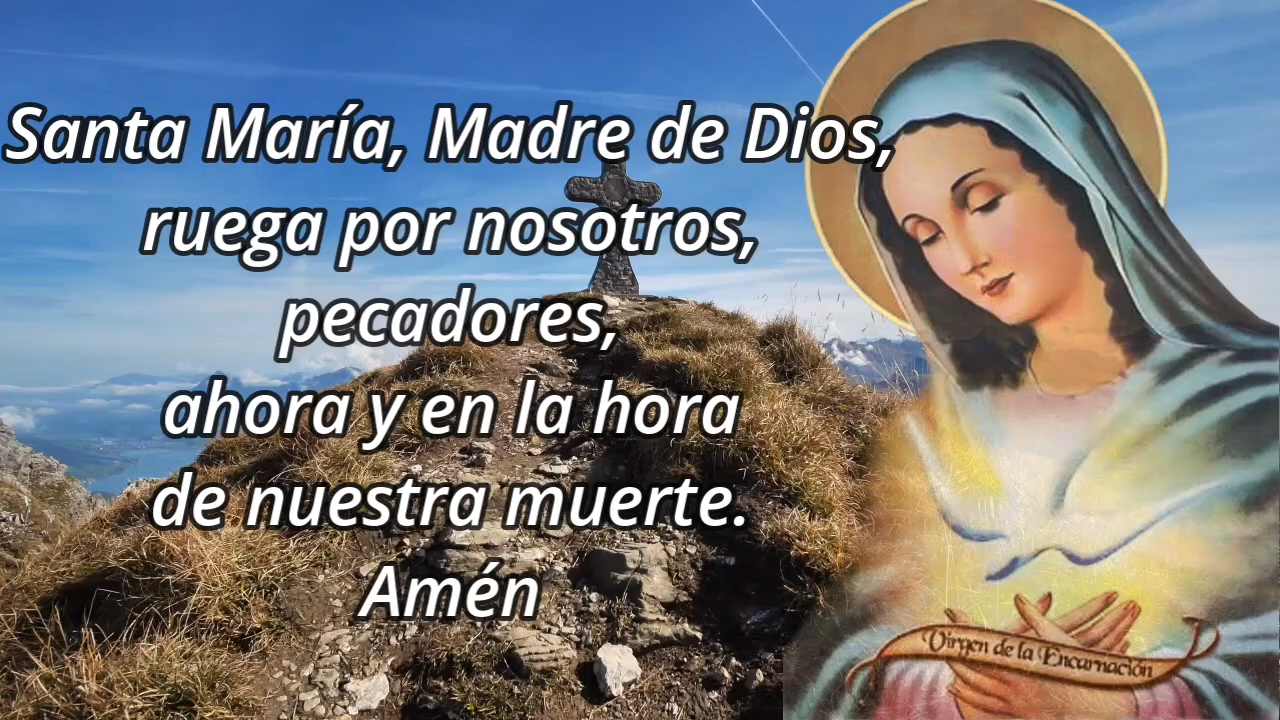 Santa María, Madre de Dios,
ruega por nosotros,
pecadores,
ahora y en la hora
de nuestra muerte.
Amén
Virgen de la Encarnación